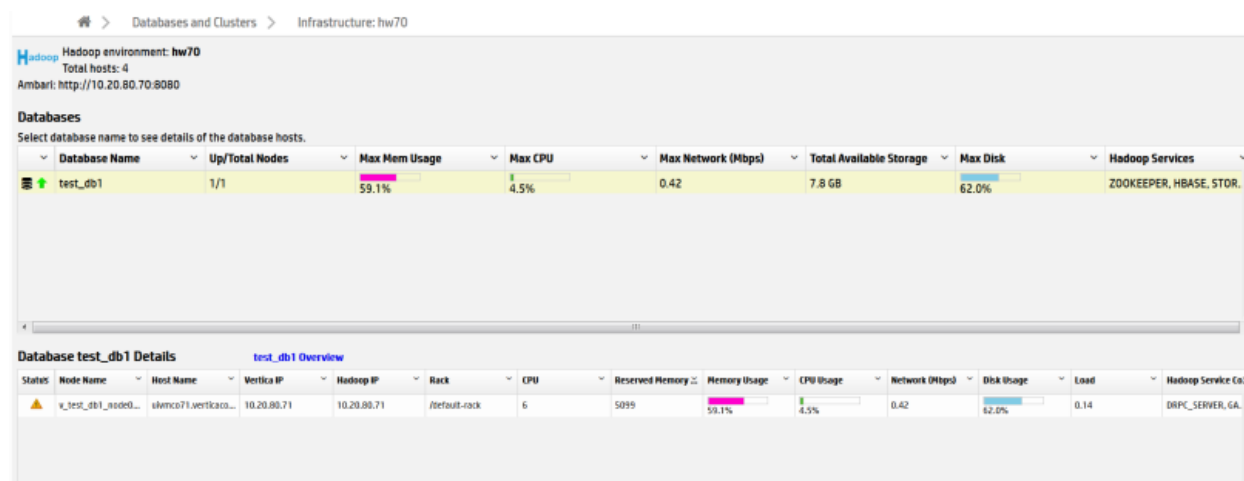 > Databases and Clusters > Infrastructure: hw70
Hadoop Hadoop environment: hw70
Total hosts: 4
Ambari: http://10.20.80.70:8080
Databases
Select database name to see details of the database hosts.
Database Name Up/Total Nodes Max Mem Usage Max CPU Max Network (Mbps) Total Available Storage Max Disk Hadoop Services
test_db1 1/1 59.1% 4.5% 0.42 7.8 GB 62.0% ZOOKEEPER, HBASE, STOR.
Database test_db1 Details test_db1 Overview
Status Node Name Host Name Vertica IP Hadoop IP Rack CPU Reserved Memory Memory Usage CPU Usage Network (Mbps) Disk Usage Load Hadoop Service Co
v_test_db1_node0... 10.20.80.71 10.20.80.71 /default-rack 6 5099 59.1% 4.5% 0.42 62.0% 0.14 DRPC_SERVER, GA.